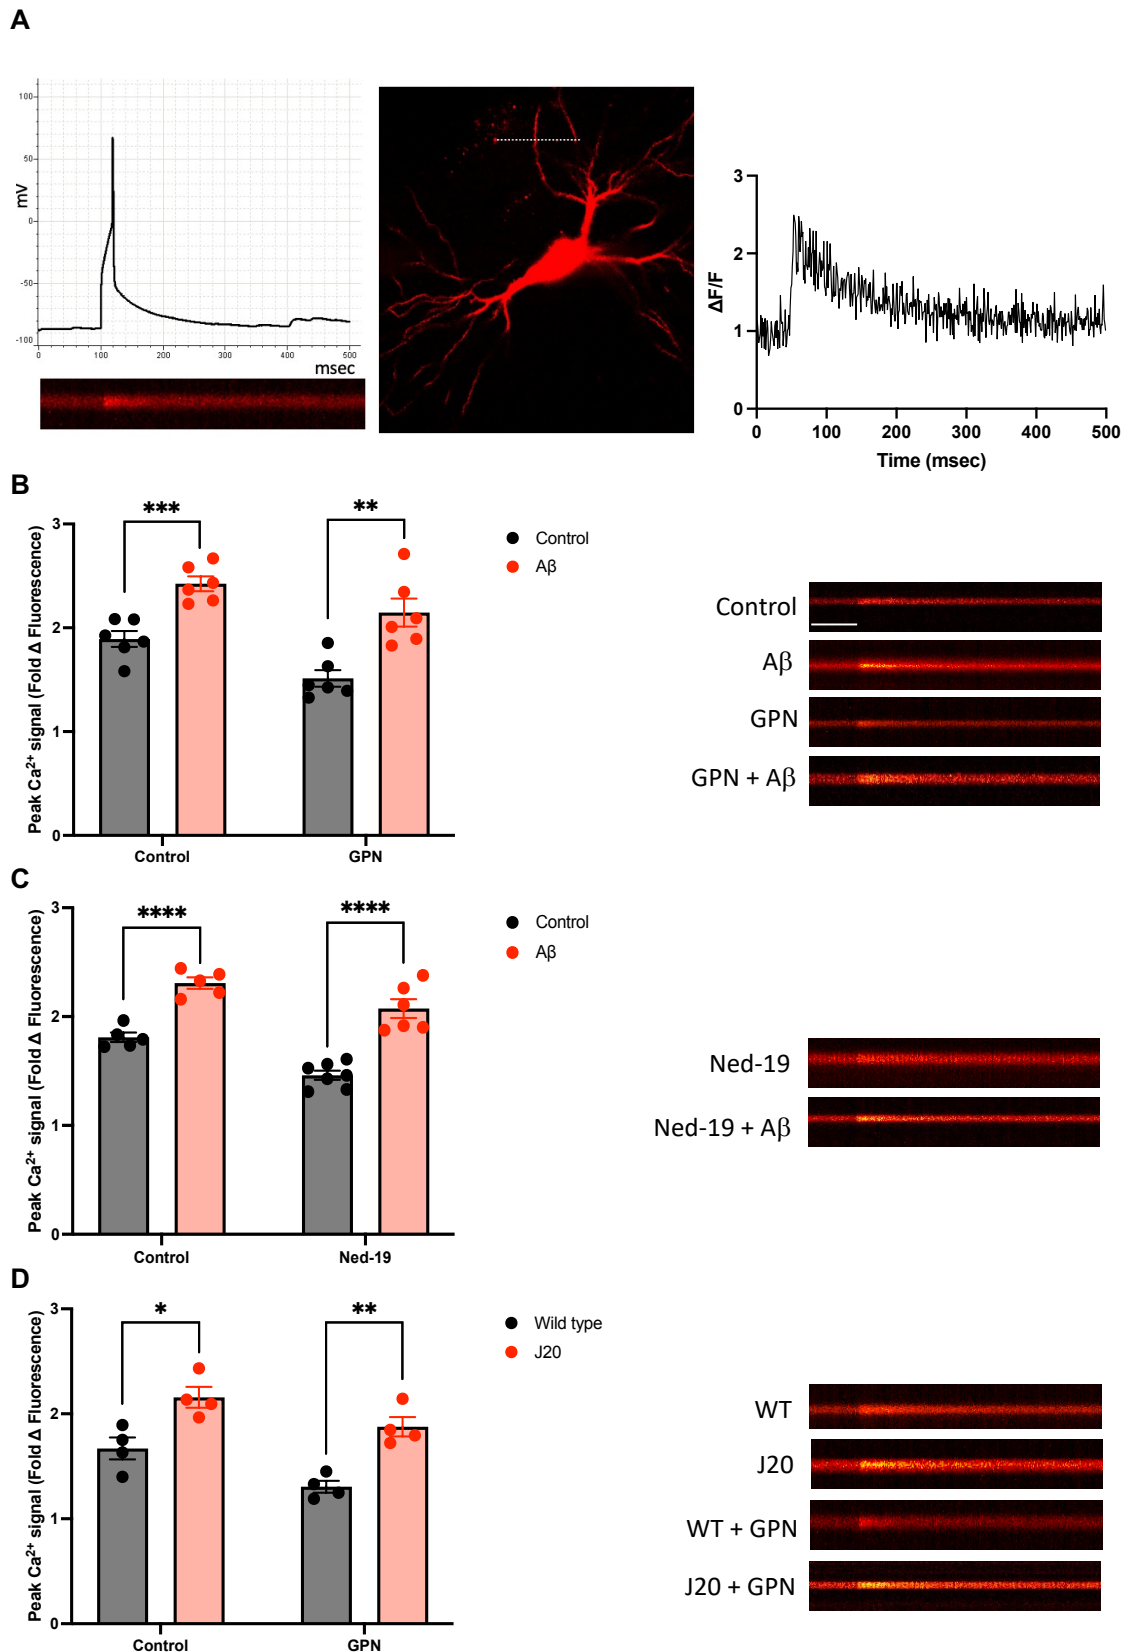 A
100
50
0
-50
-100
mV
0
100
200
300
400
500
msec
3
2
1
0
ΔF/F
0
100
200
300
400
500
Time (msec)
B
3
2
1
0
Peak Ca²⁺ signal (Fold Δ Fluorescence)
***
**
Control
GPN
Control
Aβ
Control
Aβ
GPN
GPN + Aβ
C
3
2
1
0
Peak Ca²⁺ signal (Fold Δ Fluorescence)
****
****
Control
Ned-19
Control
Aβ
Ned-19
Ned-19 + Aβ
D
3
2
1
0
Peak Ca²⁺ signal (Fold Δ Fluorescence)
*
**
Control
GPN
Wild type
J20
WT
J20
WT + GPN
J20 + GPN